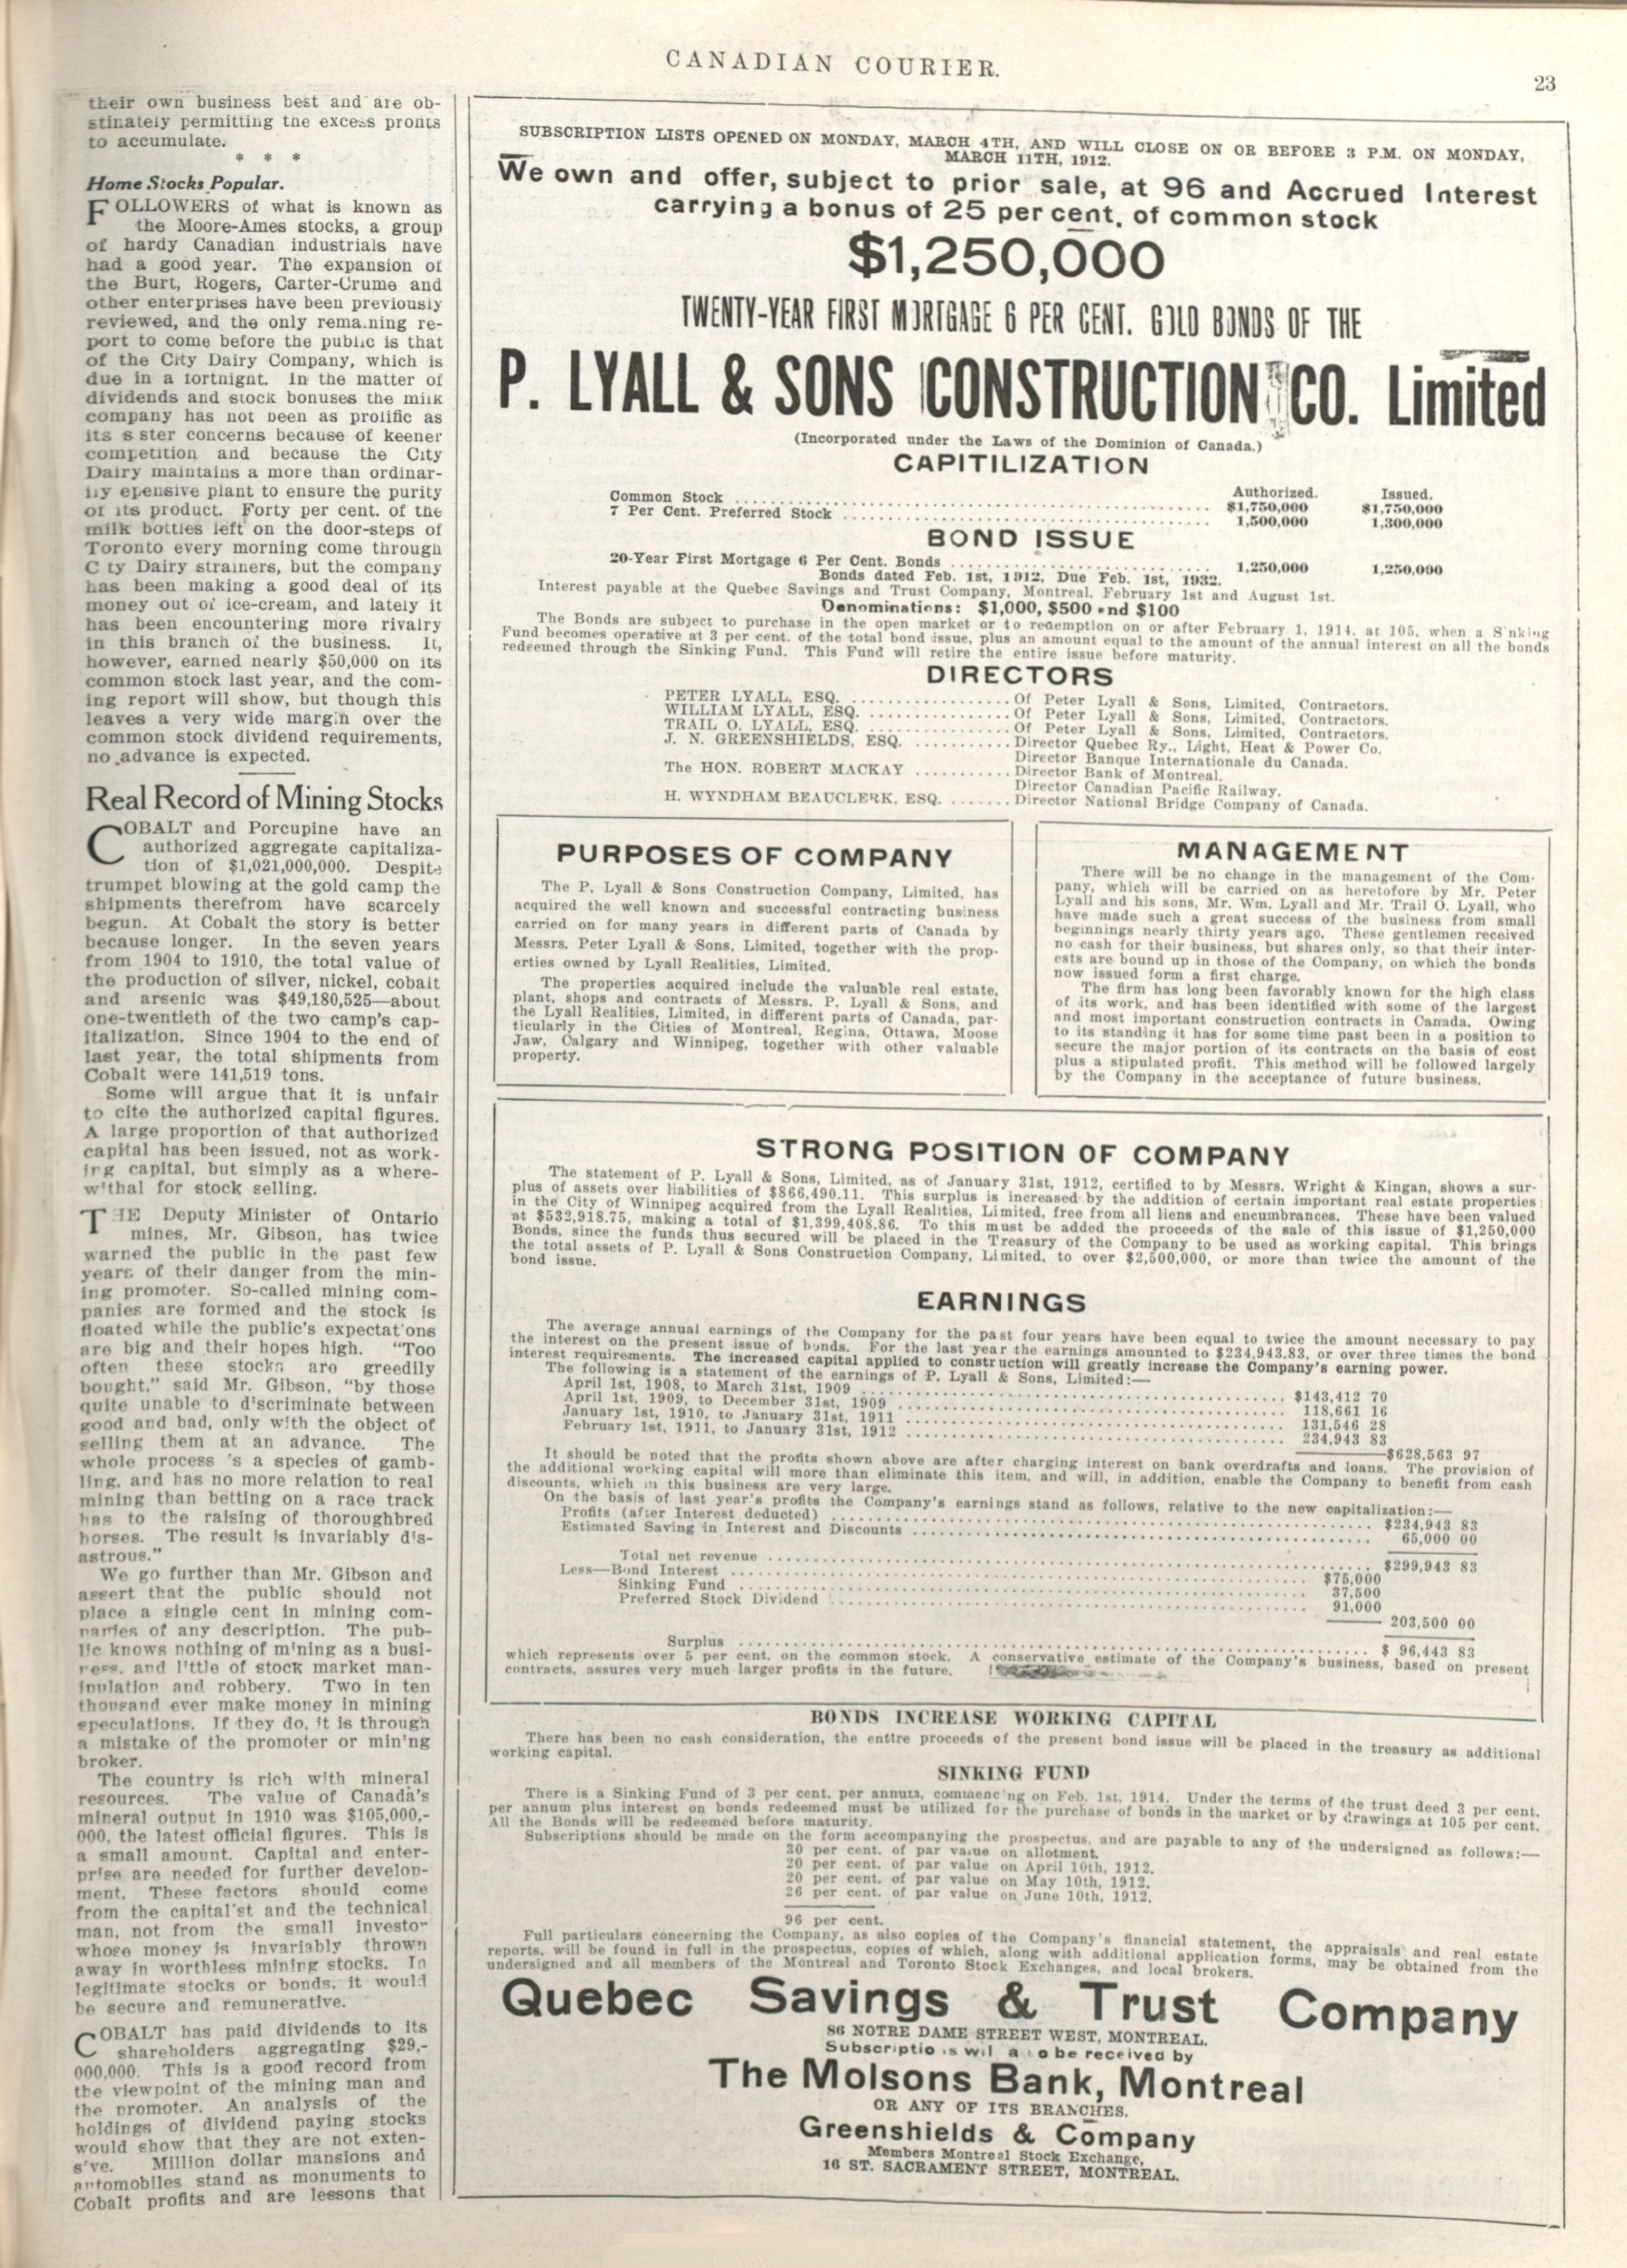 CANADIAN COURIER.
23
their own business best and are ob-
stinately permitting the excess profits
to accumulate.
* * *
Home Stocks Popular.
FOLLOWERS of what is known as
the Moore-Ames stocks, a group
of hardy Canadian industrials have
had a good year. The expansion of
the Burt, Rogers, Carter-Crume and
other enterprises have been previously
reviewed, and the only remaining re-
port to come before the public is that
of the City Dairy Company, which is
due in a fortnight. In the matter of
dividends and stock bonuses the milk
company has not been as prolific as
its sister concerns because of keener
competition and because the City
Dairy maintains a more than ordinar-
ily epensive plant to ensure the purity
of its product. Forty per cent. of the
milk bottles left on the door-steps of
Toronto every morning come through
City Dairy strainers, but the company
has been making a good deal of its
money out of ice-cream, and lately it
has been encountering more rivalry
in this branch of the business. It,
however, earned nearly $50,000 on its
common stock last year, and the com-
ing report will show, but though this
leaves a very wide margin over the
common stock dividend requirements,
no advance is expected.
Real Record of Mining Stocks
COBALT and Porcupine have an
authorized aggregate capitaliza-
tion of $1,021,000,000. Despite
trumpet blowing at the gold camp the
shipments therefrom have scarcely
begun. At Cobalt the story is better
because longer. In the seven years
from 1904 to 1910, the total value of
the production of silver, nickel, cobalt
and arsenic was $49,180,525—about
one-twentieth of the two camp's cap-
italization. Since 1904 to the end of
last year, the total shipments from
Cobalt were 141,519 tons.
Some will argue that it is unfair
to cite the authorized capital figures.
A large proportion of that authorized
capital has been issued, not as work-
ing capital, but simply as a where-
withal for stock selling.
THE Deputy Minister of Ontario
mines, Mr. Gibson, has twice
warned the public in the past few
years of their danger from the min-
ing promoter. So-called mining com-
panies are formed and the stock is
floated while the public's expectations
are big and their hopes high. "Too
often these stocks are greedily
bought," said Mr. Gibson, "by those
quite unable to discriminate between
good and bad, only with the object of
selling them at an advance. The
whole process is a species of gamb-
ling, and has no more relation to real
mining than betting on a race track
has to the raising of thoroughbred
horses. The result is invariably dis-
astrous."
We go further than Mr. Gibson and
assert that the public should not
place a single cent in mining com-
panies of any description. The pub-
lic knows nothing of mining as a busi-
ness, and little of stock market man-
ipulation and robbery. Two in ten
thousand ever make money in mining
speculations. If they do, it is through
a mistake of the promoter or mining
broker.
The country is rich with mineral
resources. The value of Canada's
mineral output in 1910 was $105,000,-
000, the latest official figures. This is
a small amount. Capital and enter-
prise are needed for further develop-
ment. These factors should come
from the capitalist and the technical
man, not from the small investor
whose money is invariably thrown
away in worthless mining stocks. In
legitimate stocks or bonds, it would
be secure and remunerative.
COBALT has paid dividends to its
shareholders aggregating $29,-
000,000. This is a good record from
the viewpoint of the mining man and
the promoter. An analysis of the
holdings of dividend paying stocks
would show that they are not exten-
sive. Million dollar mansions and
automobiles stand as monuments to
Cobalt profits and are lessons that
SUBSCRIPTION LISTS OPENED ON MONDAY, MARCH 4TH, AND WILL CLOSE ON OR BEFORE 3 P.M. ON MONDAY,
MARCH 11TH, 1912.
We own and offer, subject to prior sale, at 96 and Accrued Interest
carrying a bonus of 25 per cent. of common stock
$1,250,000
TWENTY-YEAR FIRST MORTGAGE 6 PER CENT. GOLD BONDS OF THE
P. LYALL & SONS CONSTRUCTION CO. Limited
(Incorporated under the Laws of the Dominion of Canada.)
CAPITILIZATION
Authorized. Issued.
Common Stock .......... $1,750,000 $1,750,000
7 Per Cent. Preferred Stock .......... 1,500,000 1,300,000
BOND ISSUE
20-Year First Mortgage 6 Per Cent. Bonds .......... 1,250,000 1,250,000
Bonds dated Feb. 1st, 1912, Due Feb. 1st, 1932.
Interest payable at the Quebec Savings and Trust Company, Montreal, February 1st and August 1st.
Denominations: $1,000, $500 and $100
The Bonds are subject to purchase in the open market or to redemption on or after February 1, 1914, at 105, when a Sinking
Fund becomes operative at 3 per cent. of the total bond issue, plus an amount equal to the amount of the annual interest on all the bonds
redeemed through the Sinking Fund. This Fund will retire the entire issue before maturity.
DIRECTORS
PETER LYALL, ESQ. .......... Of Peter Lyall & Sons, Limited, Contractors.
WILLIAM LYALL, ESQ. .......... Of Peter Lyall & Sons, Limited, Contractors.
TRAIL O. LYALL, ESQ. .......... Of Peter Lyall & Sons, Limited, Contractors.
J. N. GREENSHIELDS, ESQ. .......... Director Quebec Ry., Light, Heat & Power Co.
Director Banque Internationale du Canada.
The HON. ROBERT MACKAY .......... Director Bank of Montreal.
Director Canadian Pacific Railway.
H. WYNDHAM BEAUCLERK, ESQ. ....... Director National Bridge Company of Canada.
PURPOSES OF COMPANY
The P. Lyall & Sons Construction Company, Limited, has
acquired the well known and successful contracting business
carried on for many years in different parts of Canada by
Messrs. Peter Lyall & Sons, Limited, together with the prop-
erties owned by Lyall Realities, Limited.
The properties acquired include the valuable real estate,
plant, shops and contracts of Messrs. P. Lyall & Sons, and
the Lyall Realities, Limited, in different parts of Canada, par-
ticularly in the Cities of Montreal, Regina, Ottawa, Moose
Jaw, Calgary and Winnipeg, together with other valuable
property.
MANAGEMENT
There will be no change in the management of the Com-
pany, which will be carried on as heretofore by Mr. Peter
Lyall and his sons, Mr. Wm. Lyall and Mr. Trail O. Lyall, who
have made such a great success of the business from small
beginnings nearly thirty years ago. These gentlemen received
no cash for their business, but shares only, so that their inter-
ests are bound up in those of the Company, on which the bonds
now issued form a first charge.
The firm has long been favorably known for the high class
of its work, and has been identified with some of the largest
and most important construction contracts in Canada. Owing
to its standing it has for some time past been in a position to
secure the major portion of its contracts on the basis of cost
plus a stipulated profit. This method will be followed largely
by the Company in the acceptance of future business.
STRONG POSITION OF COMPANY
The statement of P. Lyall & Sons, Limited, as of January 31st, 1912, certified to by Messrs. Wright & Kingan, shows a sur-
plus of assets over liabilities of $866,490.11. This surplus is increased by the addition of certain important real estate properties
in the City of Winnipeg acquired from the Lyall Realities, Limited, free from all liens and encumbrances. These have been valued
at $532,918.75, making a total of $1,399,408.86. To this must be added the proceeds of the sale of this issue of $1,250,000
Bonds, since the funds thus secured will be placed in the Treasury of the Company to be used as working capital. This brings
the total assets of P. Lyall & Sons Construction Company, Limited, to over $2,500,000, or more than twice the amount of the
bond issue.
EARNINGS
The average annual earnings of the Company for the past four years have been equal to twice the amount necessary to pay
the interest on the present issue of bonds. For the last year the earnings amounted to $234,943.83, or over three times the bond
interest requirements. The increased capital applied to construction will greatly increase the Company's earning power.
The following is a statement of the earnings of P. Lyall & Sons, Limited:—
April 1st, 1908, to March 31st, 1909 .......... $143,412 70
April 1st, 1909, to December 31st, 1909 .......... 118,661 16
January 1st, 1910, to January 31st, 1911 .......... 131,546 28
February 1st, 1911, to January 31st, 1912 .......... 234,943 83
$628,563 97
It should be noted that the profits shown above are after charging interest on bank overdrafts and loans. The provision of
the additional working capital will more than eliminate this item, and will, in addition, enable the Company to benefit from cash
discounts, which in this business are very large.
On the basis of last year's profits the Company's earnings stand as follows, relative to the new capitalization:—
Profits (after Interest deducted) .......... $234,943 83
Estimated Saving in Interest and Discounts .......... 65,000 00
Total net revenue .......... $299,943 83
Less—Bond Interest .......... $75,000
Sinking Fund .......... 37,500
Preferred Stock Dividend .......... 91,000
203,500 00
Surplus .......... $ 96,443 83
which represents over 5 per cent. on the common stock. A conservative estimate of the Company's business, based on present
contracts, assures very much larger profits in the future.
BONDS INCREASE WORKING CAPITAL
There has been no cash consideration, the entire proceeds of the present bond issue will be placed in the treasury as additional
working capital.
SINKING FUND
There is a Sinking Fund of 3 per cent. per annum, commencing on Feb. 1st, 1914. Under the terms of the trust deed 3 per cent.
per annum plus interest on bonds redeemed must be utilized for the purchase of bonds in the market or by drawings at 105 per cent.
All the Bonds will be redeemed before maturity.
Subscriptions should be made on the form accompanying the prospectus, and are payable to any of the undersigned as follows:—
30 per cent. of par value on allotment.
20 per cent. of par value on April 10th, 1912.
20 per cent. of par value on May 10th, 1912.
26 per cent. of par value on June 10th, 1912.
96 per cent.
Full particulars concerning the Company, as also copies of the Company's financial statement, the appraisals and real estate
reports, will be found in full in the prospectus, copies of which, along with additional application forms, may be obtained from the
undersigned and all members of the Montreal and Toronto Stock Exchanges, and local brokers.
Quebec Savings & Trust Company
86 NOTRE DAME STREET WEST, MONTREAL.
Subscriptions will also be received by
The Molsons Bank, Montreal
OR ANY OF ITS BRANCHES.
Greenshields & Company
Members Montreal Stock Exchange,
16 ST. SACRAMENT STREET, MONTREAL.